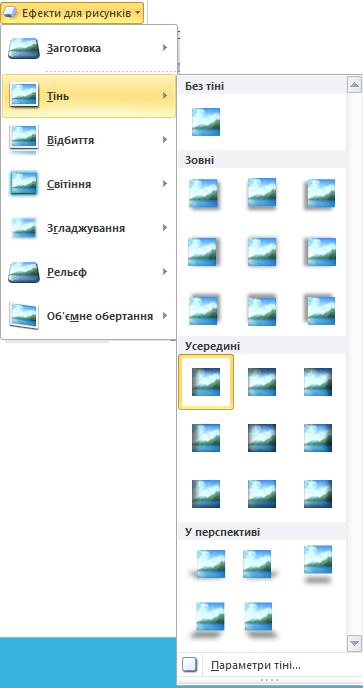 Ефекти для рисунків
Заготовка
Тінь
Відбиття
Світіння
Згладжування
Рельєф
Об'ємне обертання
Без тіні
Зовні
Усередині
У перспективі
Параметри тіні...